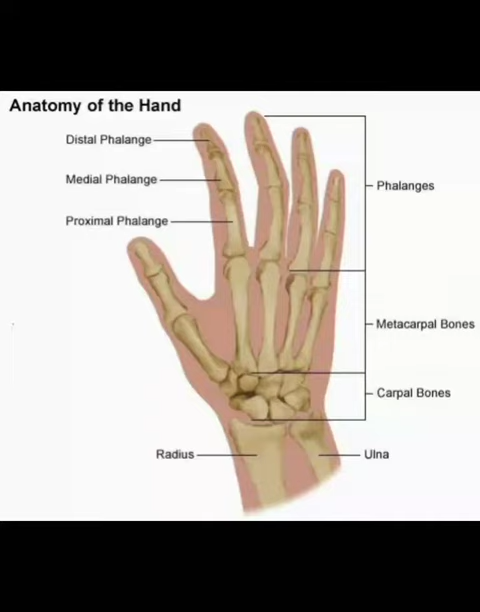 Anatomy of the Hand
Distal Phalange
Medial Phalange
Proximal Phalange
Phalanges
Metacarpal Bones
Carpal Bones
Radius
Ulna